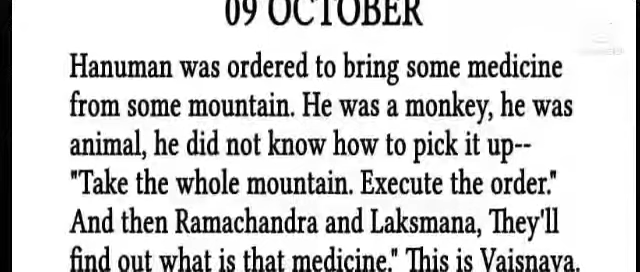 09 OCTOBER
Hanuman was ordered to bring some medicine
from some mountain. He was a monkey, he was
animal, he did not know how to pick it up--
"Take the whole mountain. Execute the order."
And then Ramachandra and Laksmana, They'll
find out what is that medicine." This is Vaisnava.